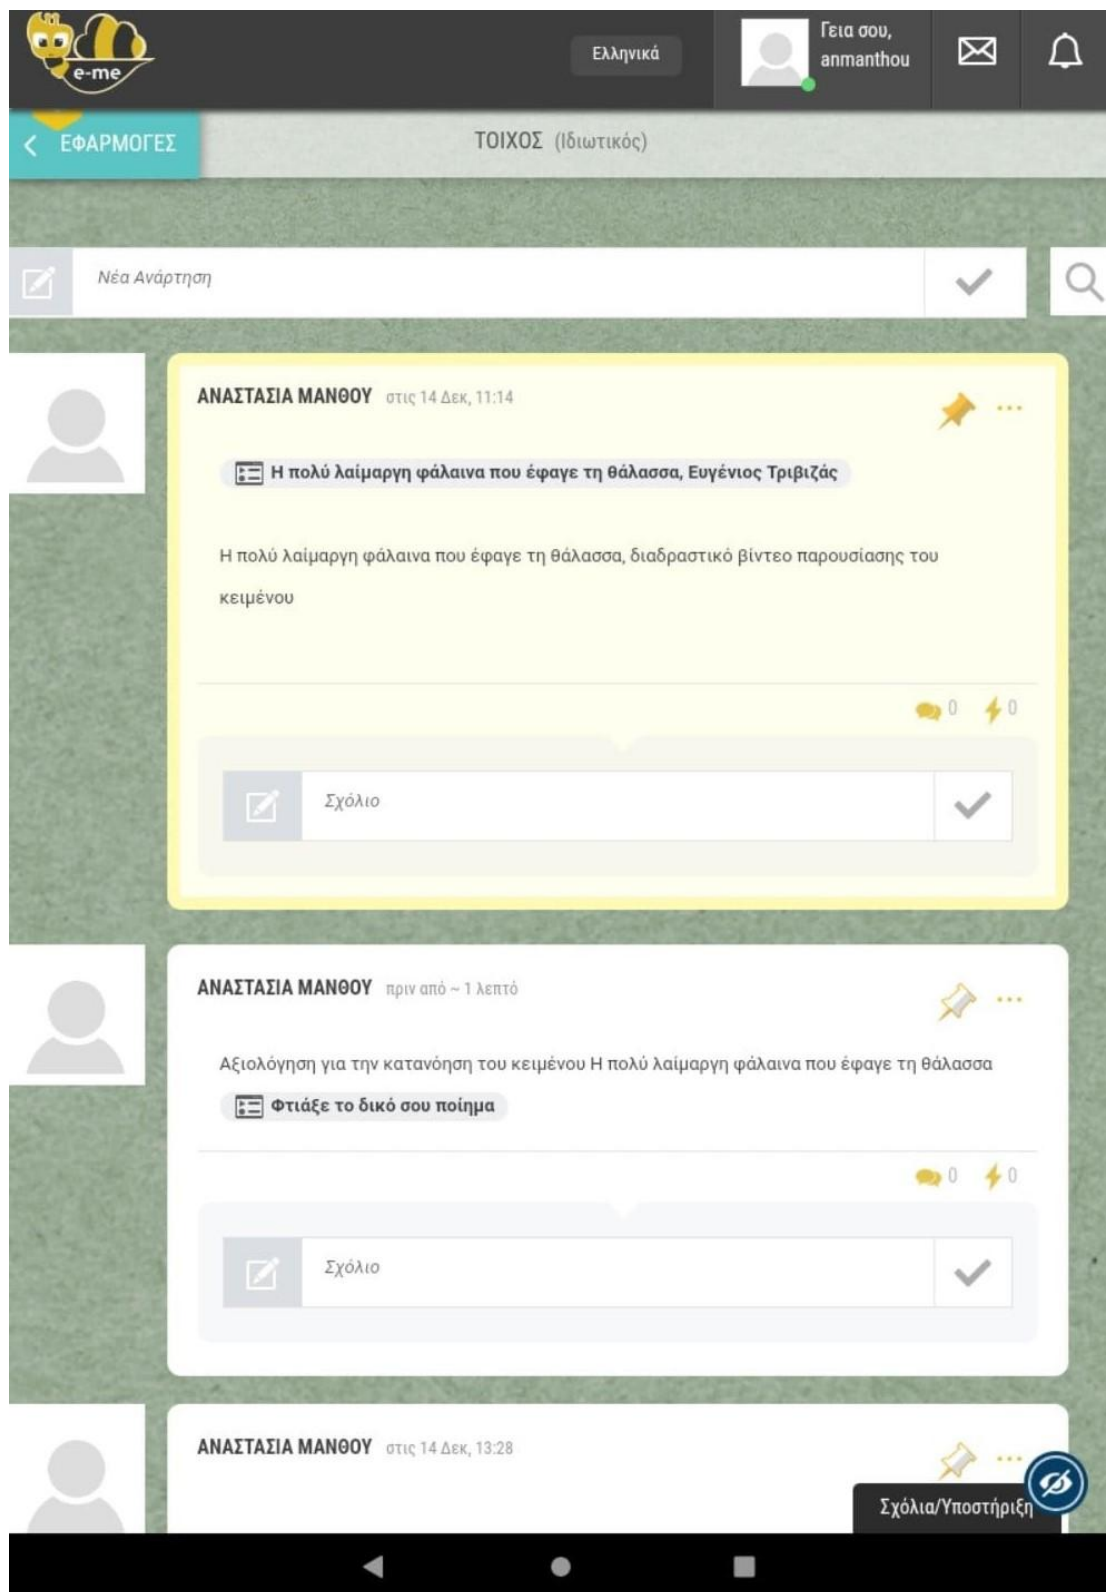 e-me
Ελληνικά
Γεια σου,
anmanthou
ΕΦΑΡΜΟΓΕΣ
ΤΟΙΧΟΣ (Ιδιωτικός)
Νέα Ανάρτηση
ΑΝΑΣΤΑΣΙΑ ΜΑΝΘΟΥ στις 14 Δεκ, 11:14
Η πολύ λαίμαργη φάλαινα που έφαγε τη θάλασσα, Ευγένιος Τριβιζάς
Η πολύ λαίμαργη φάλαινα που έφαγε τη θάλασσα, διαδραστικό βίντεο παρουσίασης του
κειμένου
0 0
Σχόλιο
ΑΝΑΣΤΑΣΙΑ ΜΑΝΘΟΥ πριν από ~ 1 λεπτό
Αξιολόγηση για την κατανόηση του κειμένου Η πολύ λαίμαργη φάλαινα που έφαγε τη θάλασσα
Φτιάξε το δικό σου ποίημα
0 0
Σχόλιο
ΑΝΑΣΤΑΣΙΑ ΜΑΝΘΟΥ στις 14 Δεκ, 13:28
Σχόλια/Υποστήριξη